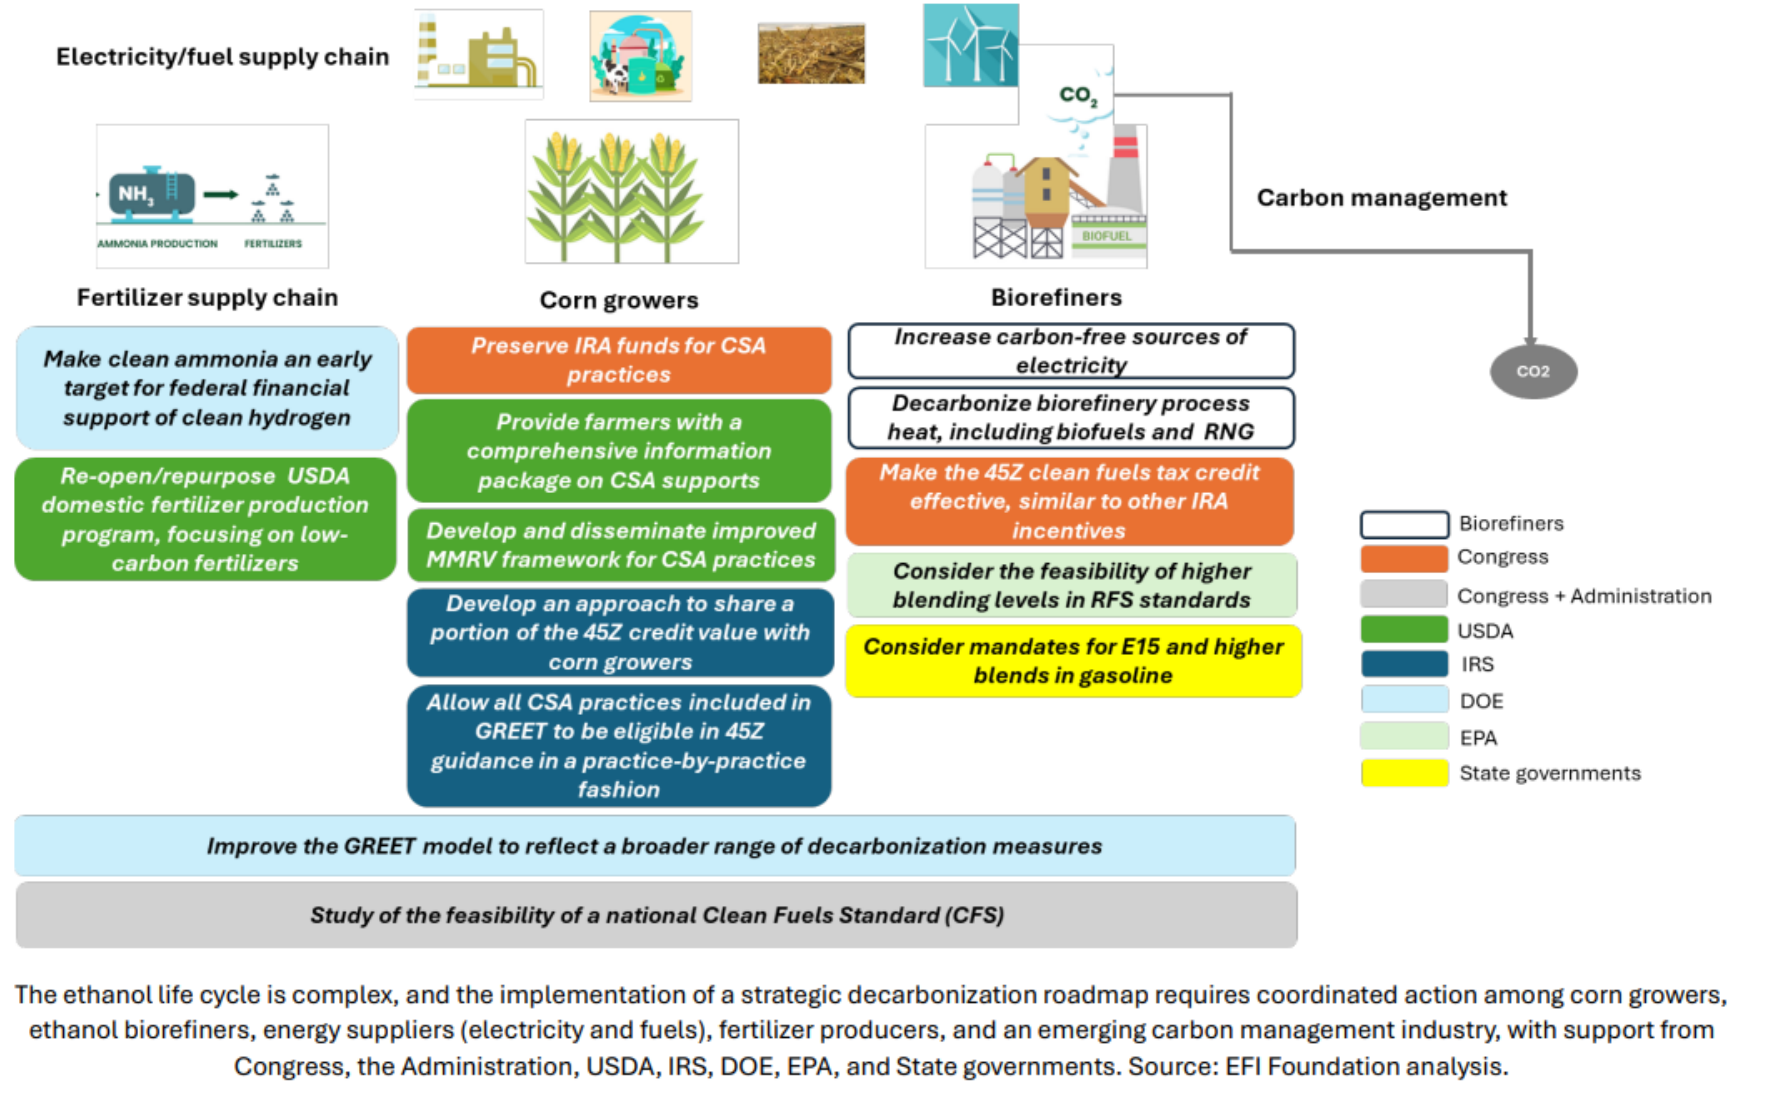 Electricity/fuel supply chain
CO2
NH3
AMMONIA PRODUCTION
FERTILIZERS
BIOFUEL
Carbon management
CO2
Fertilizer supply chain
Make clean ammonia an early
target for federal financial
support of clean hydrogen
Re-open/repurpose USDA
domestic fertilizer production
program, focusing on low-
carbon fertilizers
Corn growers
Preserve IRA funds for CSA
practices
Provide farmers with a
comprehensive information
package on CSA supports
Develop and disseminate improved
MMRV framework for CSA practices
Develop an approach to share a
portion of the 45Z credit value with
corn growers
Allow all CSA practices included in
GREET to be eligible in 45Z
guidance in a practice-by-practice
fashion
Biorefiners
Increase carbon-free sources of
electricity
Decarbonize biorefinery process
heat, including biofuels and RNG
Make the 45Z clean fuels tax credit
effective, similar to other IRA
incentives
Consider the feasibility of higher
blending levels in RFS standards
Consider mandates for E15 and higher
blends in gasoline
Improve the GREET model to reflect a broader range of decarbonization measures
Study of the feasibility of a national Clean Fuels Standard (CFS)
Biorefiners
Congress
Congress + Administration
USDA
IRS
DOE
EPA
State governments
The ethanol life cycle is complex, and the implementation of a strategic decarbonization roadmap requires coordinated action among corn growers,
ethanol biorefiners, energy suppliers (electricity and fuels), fertilizer producers, and an emerging carbon management industry, with support from
Congress, the Administration, USDA, IRS, DOE, EPA, and State governments. Source: EFI Foundation analysis.